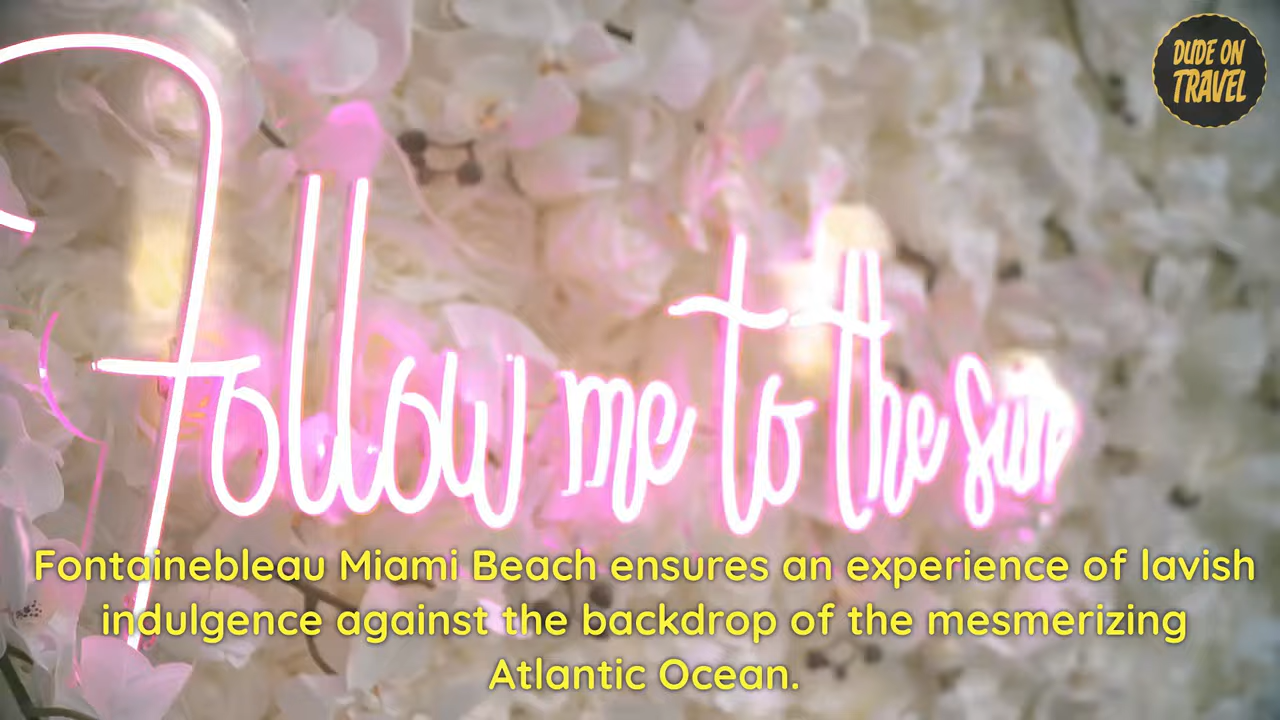 DUDE ON
TRAVEL
Follow me to the sun
Fontainebleau Miami Beach ensures an experience of lavish
indulgence against the backdrop of the mesmerizing
Atlantic Ocean.